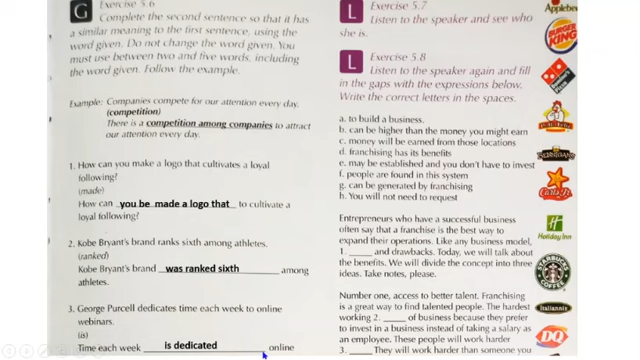 G
Exercise 5.6
Complete the second sentence so that it has
a similar meaning to the first sentence, using the
word given. Do not change the word given. You
must use between two and five words, including
the word given. Follow the example.
Example: Companies compete for our attention every day.
(competition)
There is a competition among companies to attract
our attention every day.
1. How can you make a logo that cultivates a loyal
following?
(made)
How can you be made a logo that to cultivate a
loyal following?
2. Kobe Bryant's brand ranks sixth among athletes.
(ranked)
Kobe Bryant's brand was ranked sixth among
athletes.
3. George Purcell dedicates time each week to online
webinars.
(is)
Time each week is dedicated online
L
Exercise 5.7
Listen to the speaker and see who
she is.
L
Exercise 5.8
Listen to the speaker again and fill
in the gaps with the expressions below.
Write the correct letters in the spaces.
a. to build a business.
b. can be higher than the money you might earn
c. money will be earned from those locations
d. franchising has its benefits
e. may be established and you don't have to invest
f. people are found in this system
g. can be generated by franchising
h. You will not need to request
Entrepreneurs who have a successful business
often say that a franchise is the best way to
expand their operations. Like any business model,
1. _____ and drawbacks. Today, we will talk about
the benefits. We will divide the concept into three
ideas. Take notes, please.
Number one, access to better talent. Franchising
is a great way to find talented people. The hardest
working 2. _____ of business because they prefer
to invest in a business instead of taking a salary as
an employee. These people will work harder
3. _____ They will work harder than someone you
Applebee
BURGER
KING
Carl's Jr
Holiday Inn
STARBUCKS
COFFEE
Italianni's
DQ